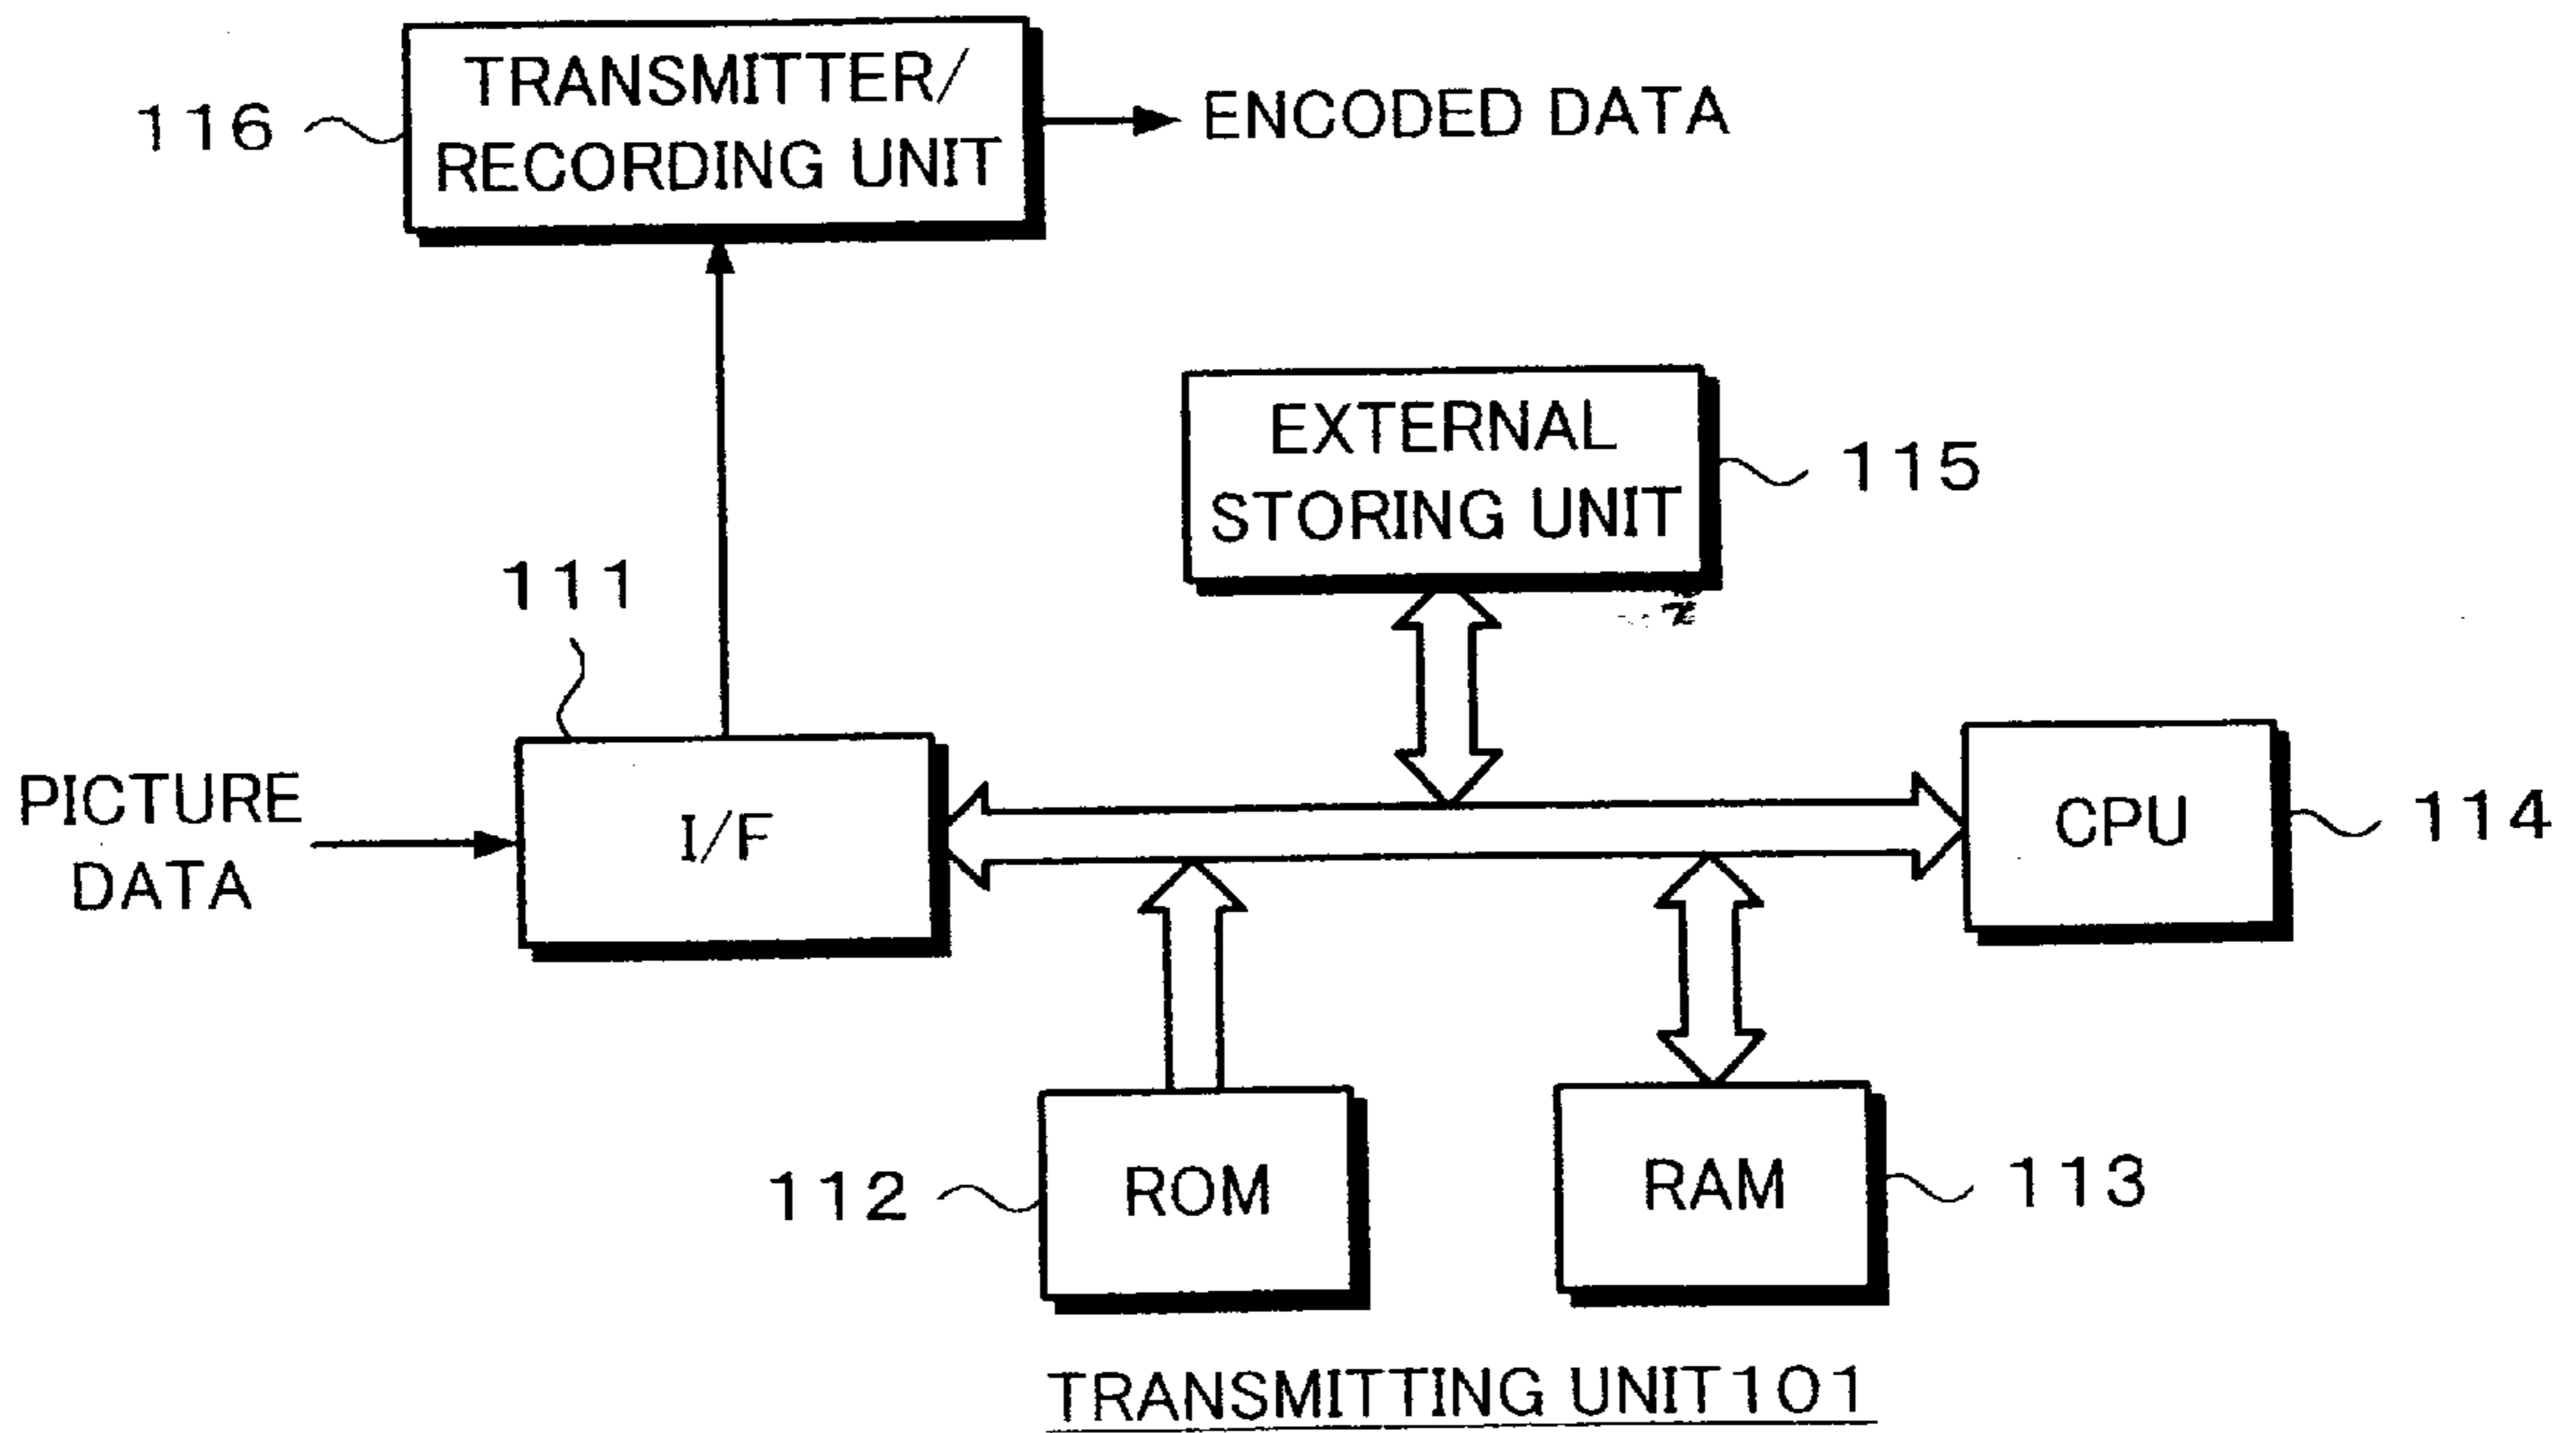 TRANSMITTER/
RECORDING UNIT
116
ENCODED DATA
EXTERNAL
STORING UNIT
115
111
PICTURE
DATA
I/F
CPU
114
ROM
112
RAM
113
TRANSMITTING UNIT101